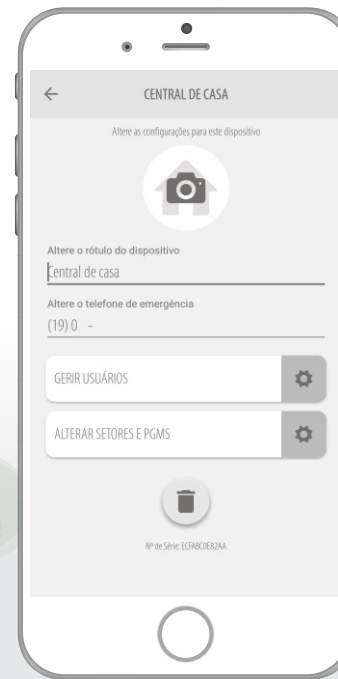 CENTRAL DE CASA
Altere as configurações para este dispositivo
Altere o rótulo do dispositivo
Central de casa
Altere o telefone de emergência
(19) 0 -
GERIR USUÁRIOS
ALTERAR SETORES E PGMS
Nº de Série: ECFABC0E82AA